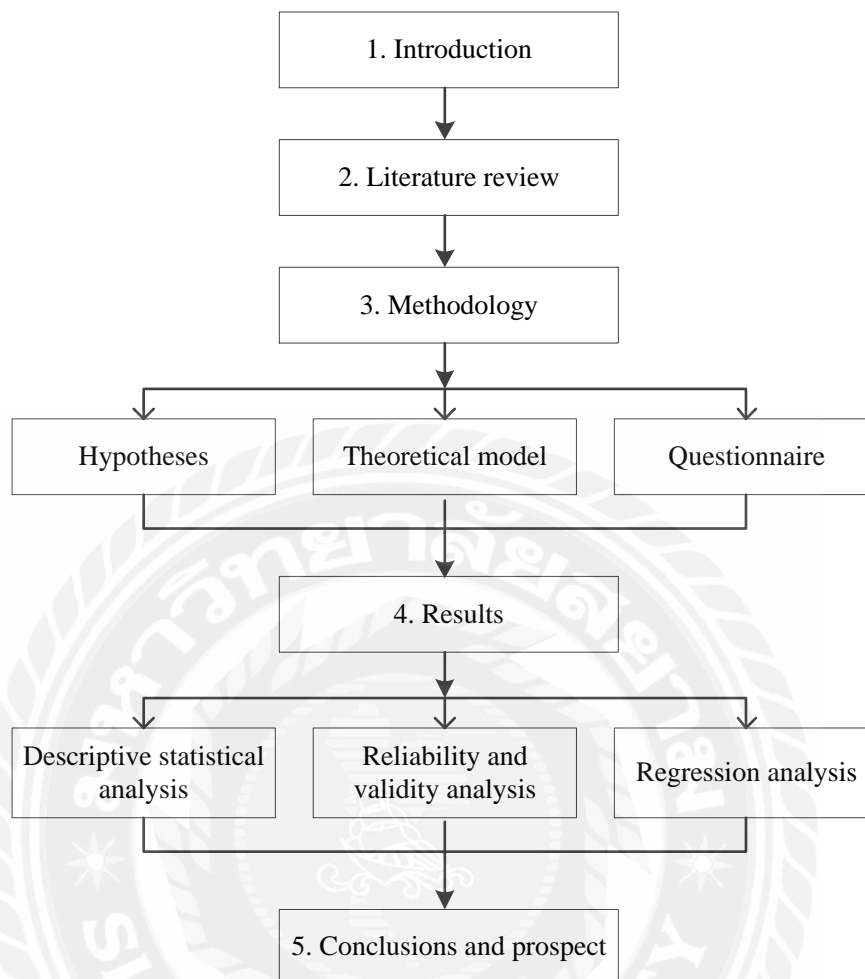 1. Introduction
2. Literature review
3. Methodology
Hypotheses
Theoretical model
Questionnaire
4. Results
Descriptive statistical
analysis
Reliability and
validity analysis
Regression analysis
5. Conclusions and prospect